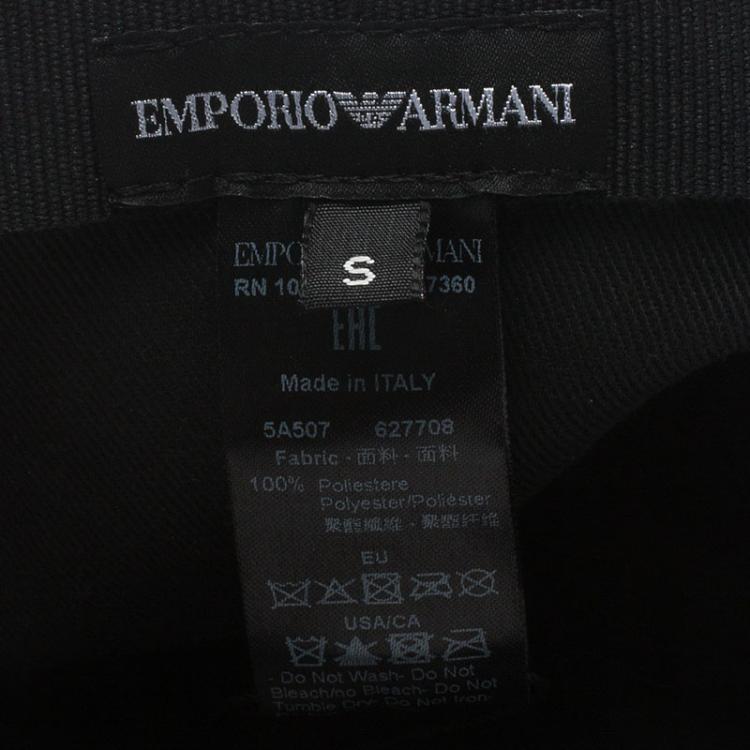 EMPORIO ARMANI
S
EMPO MANI
RN 10 7360
EAC
Made in ITALY
5A507 627708
Fabric - 面料 - 面料
100% Poliestere
Polyester/Poliéster
聚酯纖維 - 聚酯纤维
EU
USA/CA
- Do Not Wash- Do Not
Bleach/no Bleach- Do Not
Tumble Dry- Do Not Iron-